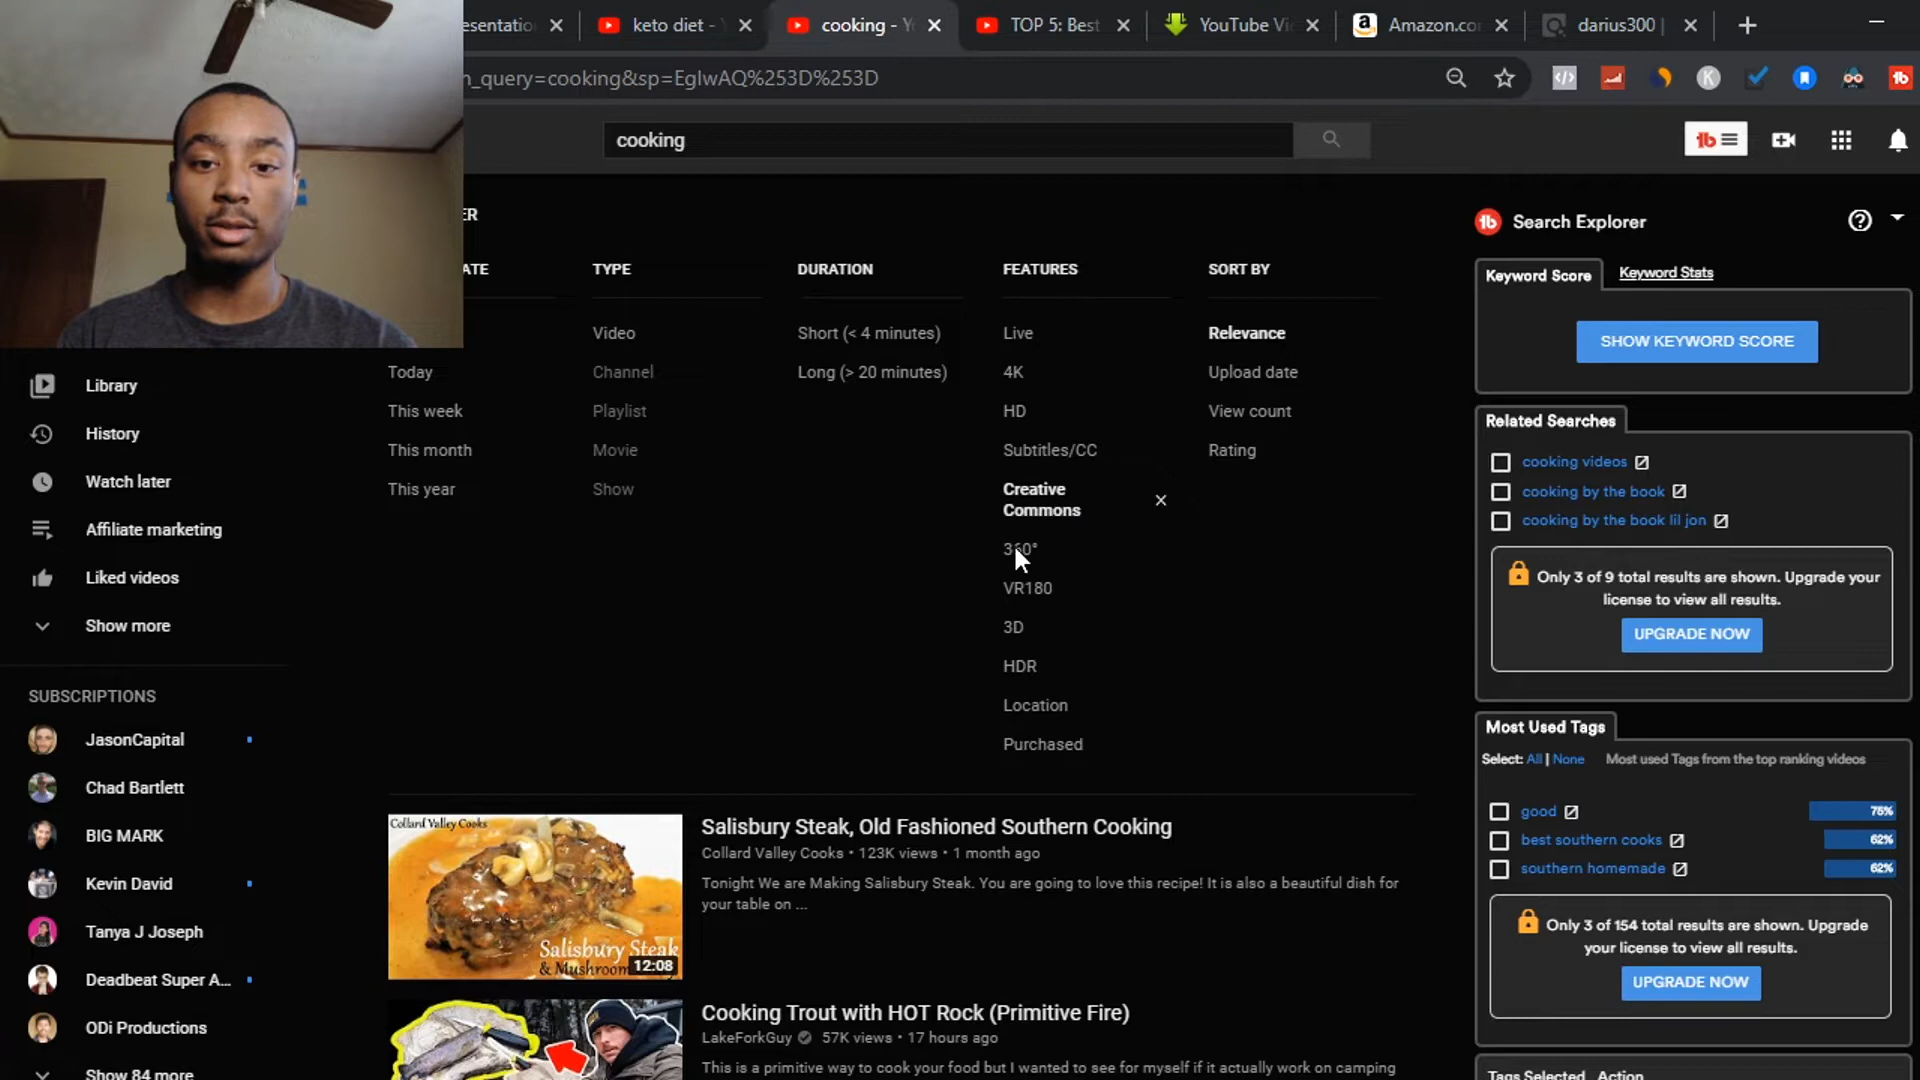 esentatio
keto diet - Y
cooking - Y
TOP 5: Best
YouTube Vi
Amazon.co
darius300 |
n_query=cooking&sp=EgIwAQ%253D%253D
cooking
ER
ATE
TYPE
DURATION
FEATURES
SORT BY
Today
This week
This month
This year
Video
Channel
Playlist
Movie
Show
Short (< 4 minutes)
Long (> 20 minutes)
Live
4K
HD
Subtitles/CC
Creative
Commons
360°
VR180
3D
HDR
Location
Purchased
Relevance
Upload date
View count
Rating
Library
History
Watch later
Affiliate marketing
Liked videos
Show more
SUBSCRIPTIONS
JasonCapital
Chad Bartlett
BIG MARK
Kevin David
Tanya J Joseph
Deadbeat Super A...
ODi Productions
Show 84 more
Collard Valley Cooks
Salisbury Steak
& Mushroom
12:08
Salisbury Steak, Old Fashioned Southern Cooking
Collard Valley Cooks • 123K views • 1 month ago
Tonight We are Making Salisbury Steak. You are going to love this recipe! It is also a beautiful dish for
your table on ...
Cooking Trout with HOT Rock (Primitive Fire)
LakeForkGuy 57K views • 17 hours ago
This is a primitive way to cook your food but I wanted to see for myself if it actually work on camping
Search Explorer
Keyword Score
Keyword Stats
SHOW KEYWORD SCORE
Related Searches
cooking videos
cooking by the book
cooking by the book lil jon
Only 3 of 9 total results are shown. Upgrade your
license to view all results.
UPGRADE NOW
Most Used Tags
Select: All | None Most used Tags from the top ranking videos
good 75%
best southern cooks 62%
southern homemade 62%
Only 3 of 154 total results are shown. Upgrade
your license to view all results.
UPGRADE NOW
Tags Selected Action